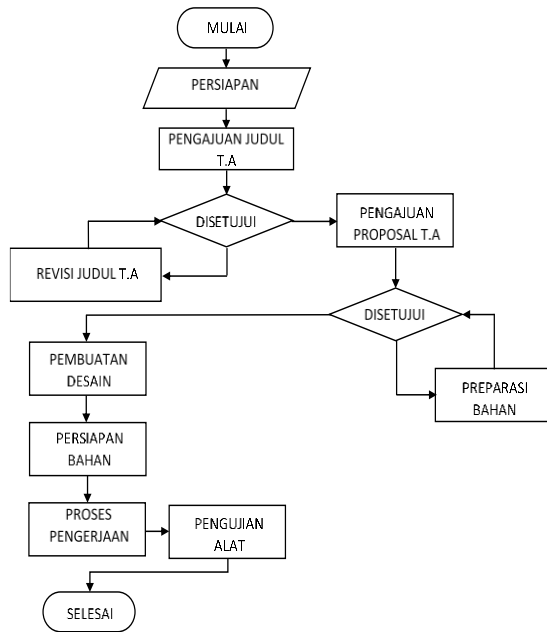 MULAI
PERSIAPAN
PENGAJUAN JUDUL
T.A
DISETUJUI
PENGAJUAN
PROPOSAL T.A
REVISI JUDUL T.A
DISETUJUI
PEMBUATAN
DESAIN
PREPARASI
BAHAN
PERSIAPAN
BAHAN
PROSES
PENGERJAAN
PENGUJIAN
ALAT
SELESAI